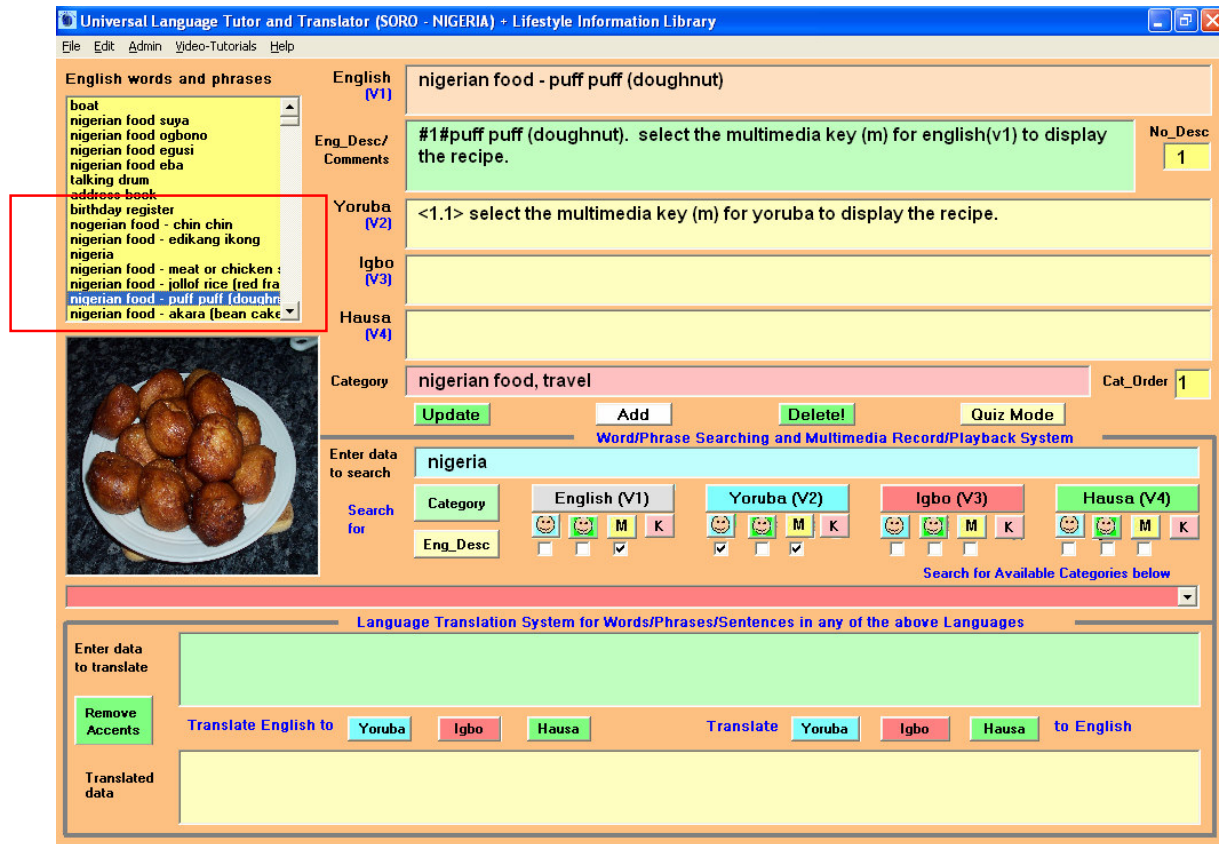 Universal Language Tutor and Translator (SORO - NIGERIA) + Lifestyle Information Library
File Edit Admin Video-Tutorials Help
English words and phrases
boat
nigerian food suya
nigerian food ogbono
nigerian food egusi
nigerian food eba
talking drum
address book
birthday register
nogerian food - chin chin
nigerian food - edikang ikong
nigeria
nigerian food - meat or chicken
nigerian food - jollof rice (red fra
nigerian food - puff puff (doughn
nigerian food - akara (bean cake
English
(V1)
nigerian food - puff puff (doughnut)
Eng_Desc/
Comments
#1#puff puff (doughnut). select the multimedia key (m) for english(v1) to display
the recipe.
No_Desc
1
Yoruba
(V2)
<1.1> select the multimedia key (m) for yoruba to display the recipe.
Igbo
(V3)
Hausa
(V4)
Category
nigerian food, travel
Cat_Order 1
Update Add Delete! Quiz Mode
Word/Phrase Searching and Multimedia Record/Playback System
Enter data
to search
nigeria
Search
for
Category
Eng_Desc
English (V1) Yoruba (V2) Igbo (V3) Hausa (V4)
M K M K M K M K
Search for Available Categories below
Language Translation System for Words/Phrases/Sentences in any of the above Languages
Enter data
to translate
Remove
Accents
Translate English to Yoruba Igbo Hausa Translate Yoruba Igbo Hausa to English
Translated
data